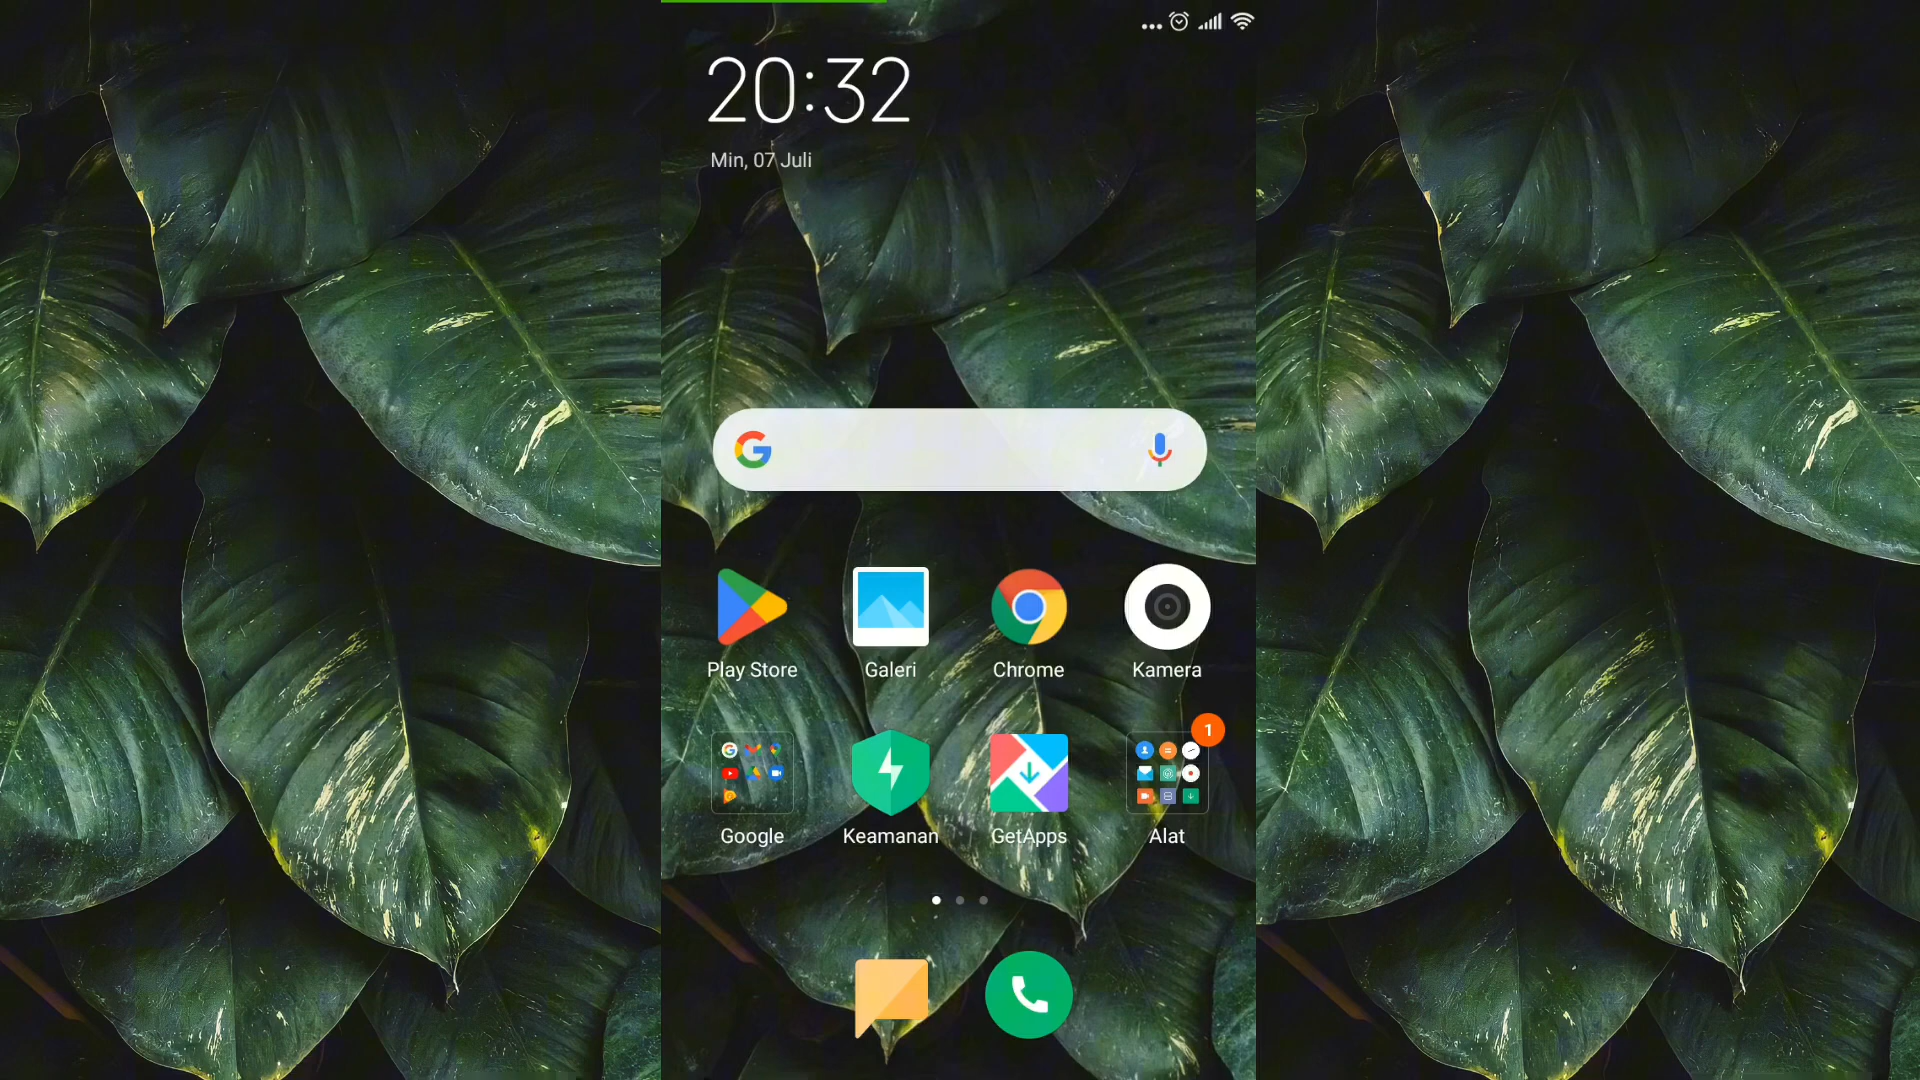 20:32
Min, 07 Juli
Play Store
Galeri
Chrome
Kamera
1
Google
Keamanan
GetApps
Alat